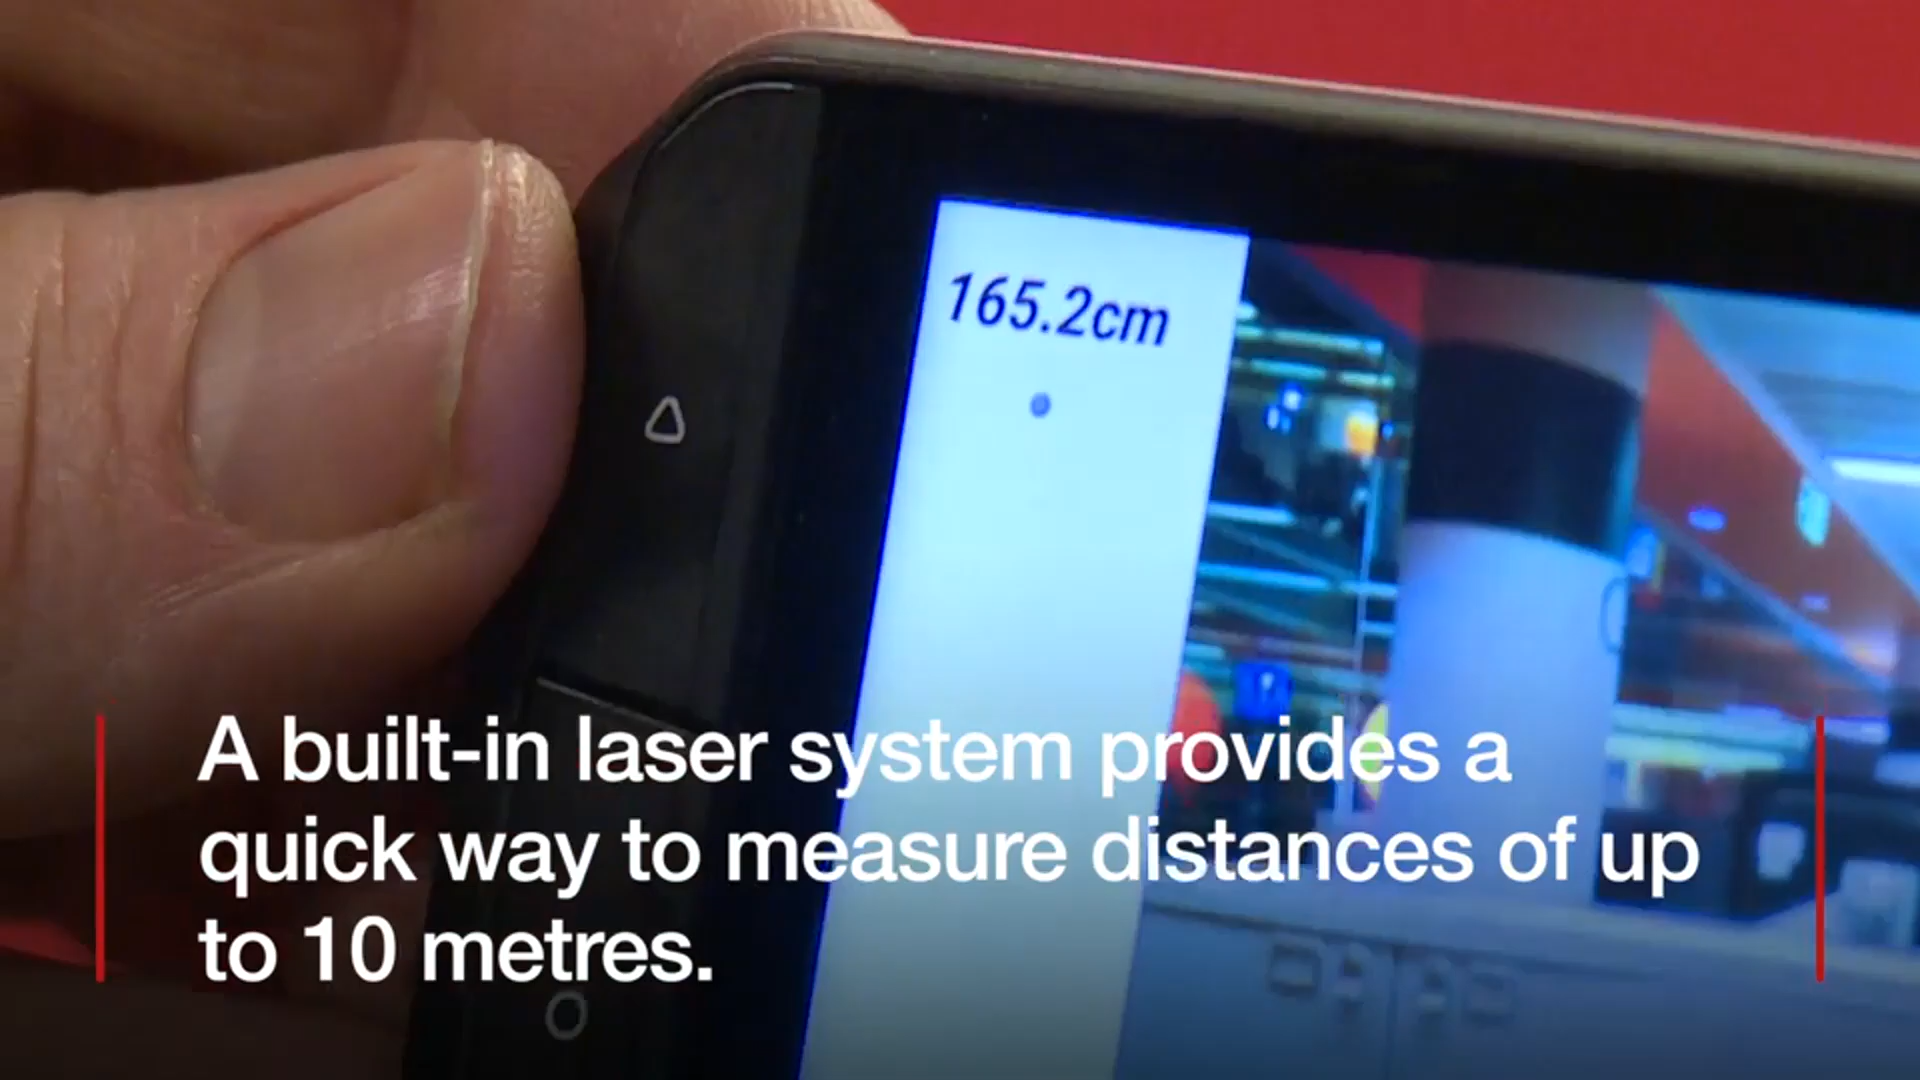 165.2cm
A built-in laser system provides a
quick way to measure distances of up
to 10 metres.